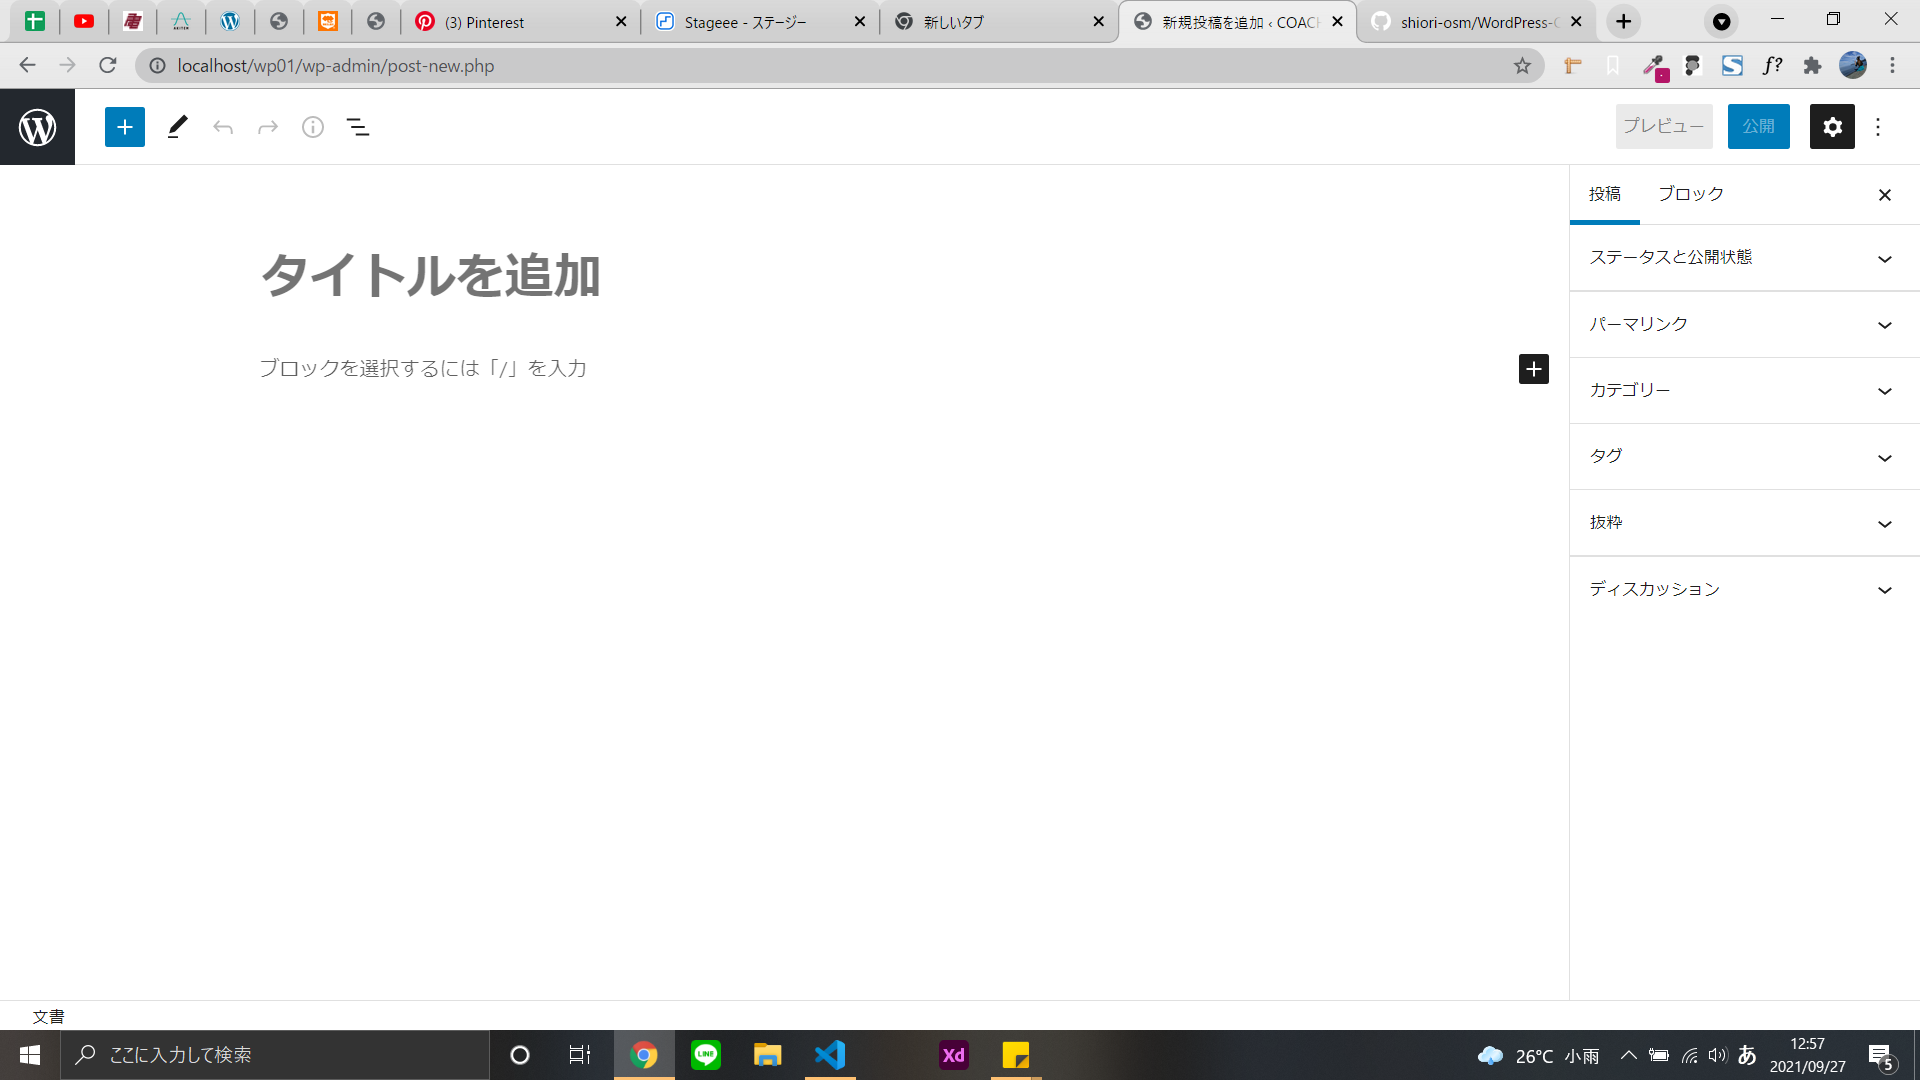 (3) Pinterest
Stageee - ステージー
新しいタブ
新規投稿を追加 ‹ COACH
shiori-osm/WordPress-C
localhost/wp01/wp-admin/post-new.php
f?
プレビュー
公開
投稿
ブロック
タイトルを追加
ブロックを選択するには「/」を入力
ステータスと公開状態
パーマリンク
カテゴリー
タグ
抜粋
ディスカッション
文書
ここに入力して検索
LINE
Xd
26°C 小雨
あ
12:57
2021/09/27
5